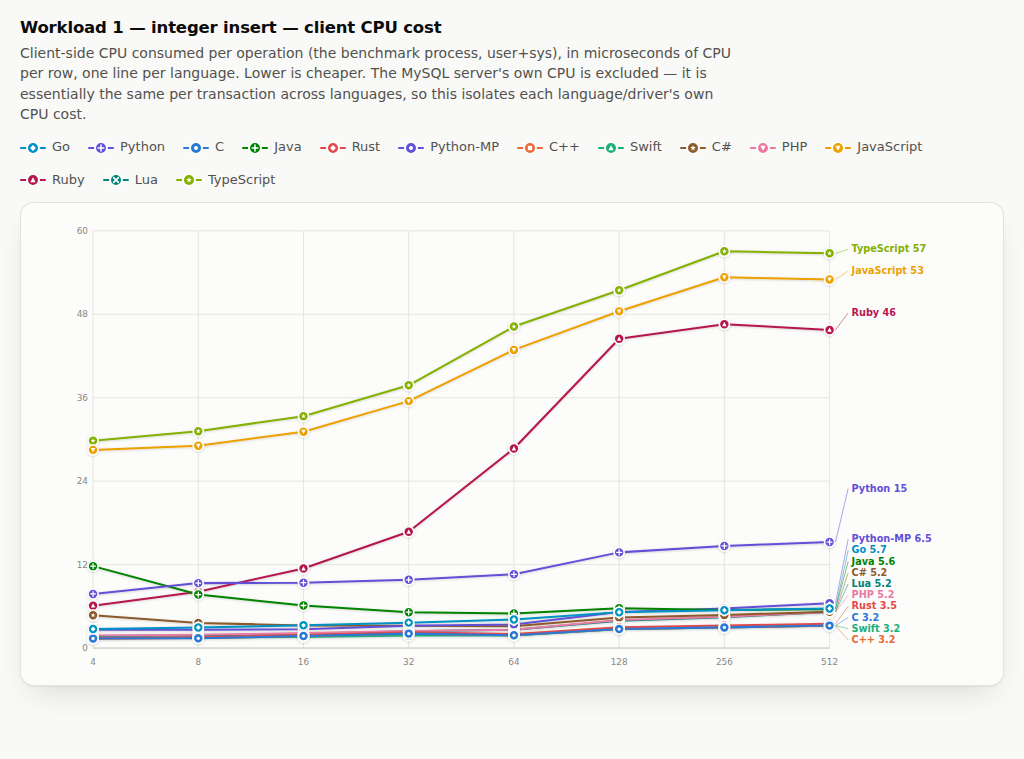 Workload 1 — integer insert — client CPU cost
Client-side CPU consumed per operation (the benchmark process, user+sys), in microseconds of CPU
per row, one line per language. Lower is cheaper. The MySQL server's own CPU is excluded — it is
essentially the same per transaction across languages, so this isolates each language/driver's own
CPU cost.
Go Python C Java Rust Python-MP C++ Swift C# PHP JavaScript
Ruby Lua TypeScript
60
TypeScript 57
JavaScript 53
48
Ruby 46
36
24
Python 15
Python-MP 6.5
Go 5.7
12
Java 5.6
C# 5.2
Lua 5.2
PHP 5.2
Rust 3.5
C 3.2
Swift 3.2
C++ 3.2
0
4 8 16 32 64 128 256 512